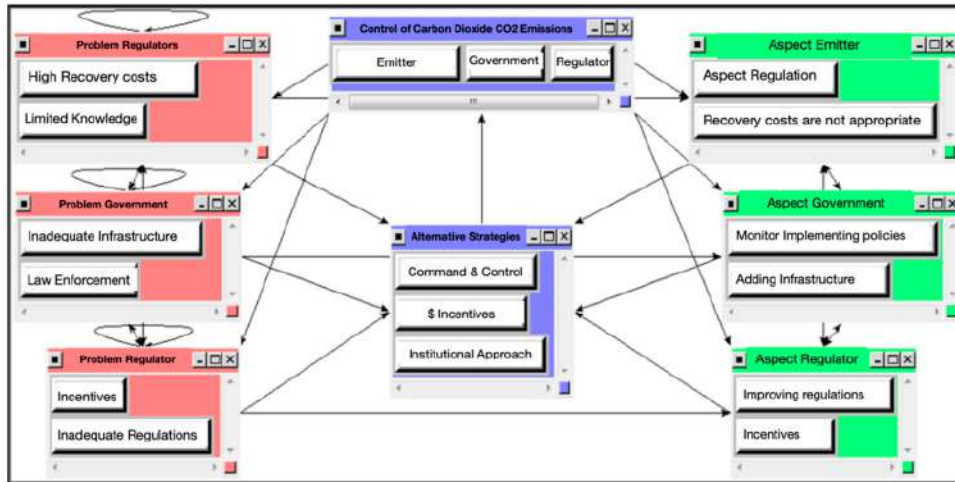 Problem Regulators
High Recovery costs
Limited Knowledge
Control of Carbon Dioxide CO2 Emissions
Emitter
Government
Regulator
Aspect Emitter
Aspect Regulation
Recovery costs are not appropriate
Problem Government
Inadequate Infrastructure
Law Enforcement
Alternative Strategies
Command & Control
$ Incentives
Institutional Approach
Aspect Government
Monitor Implementing policies
Adding Infrastructure
Problem Regulator
Incentives
Inadequate Regulations
Aspect Regulator
Improving regulations
Incentives